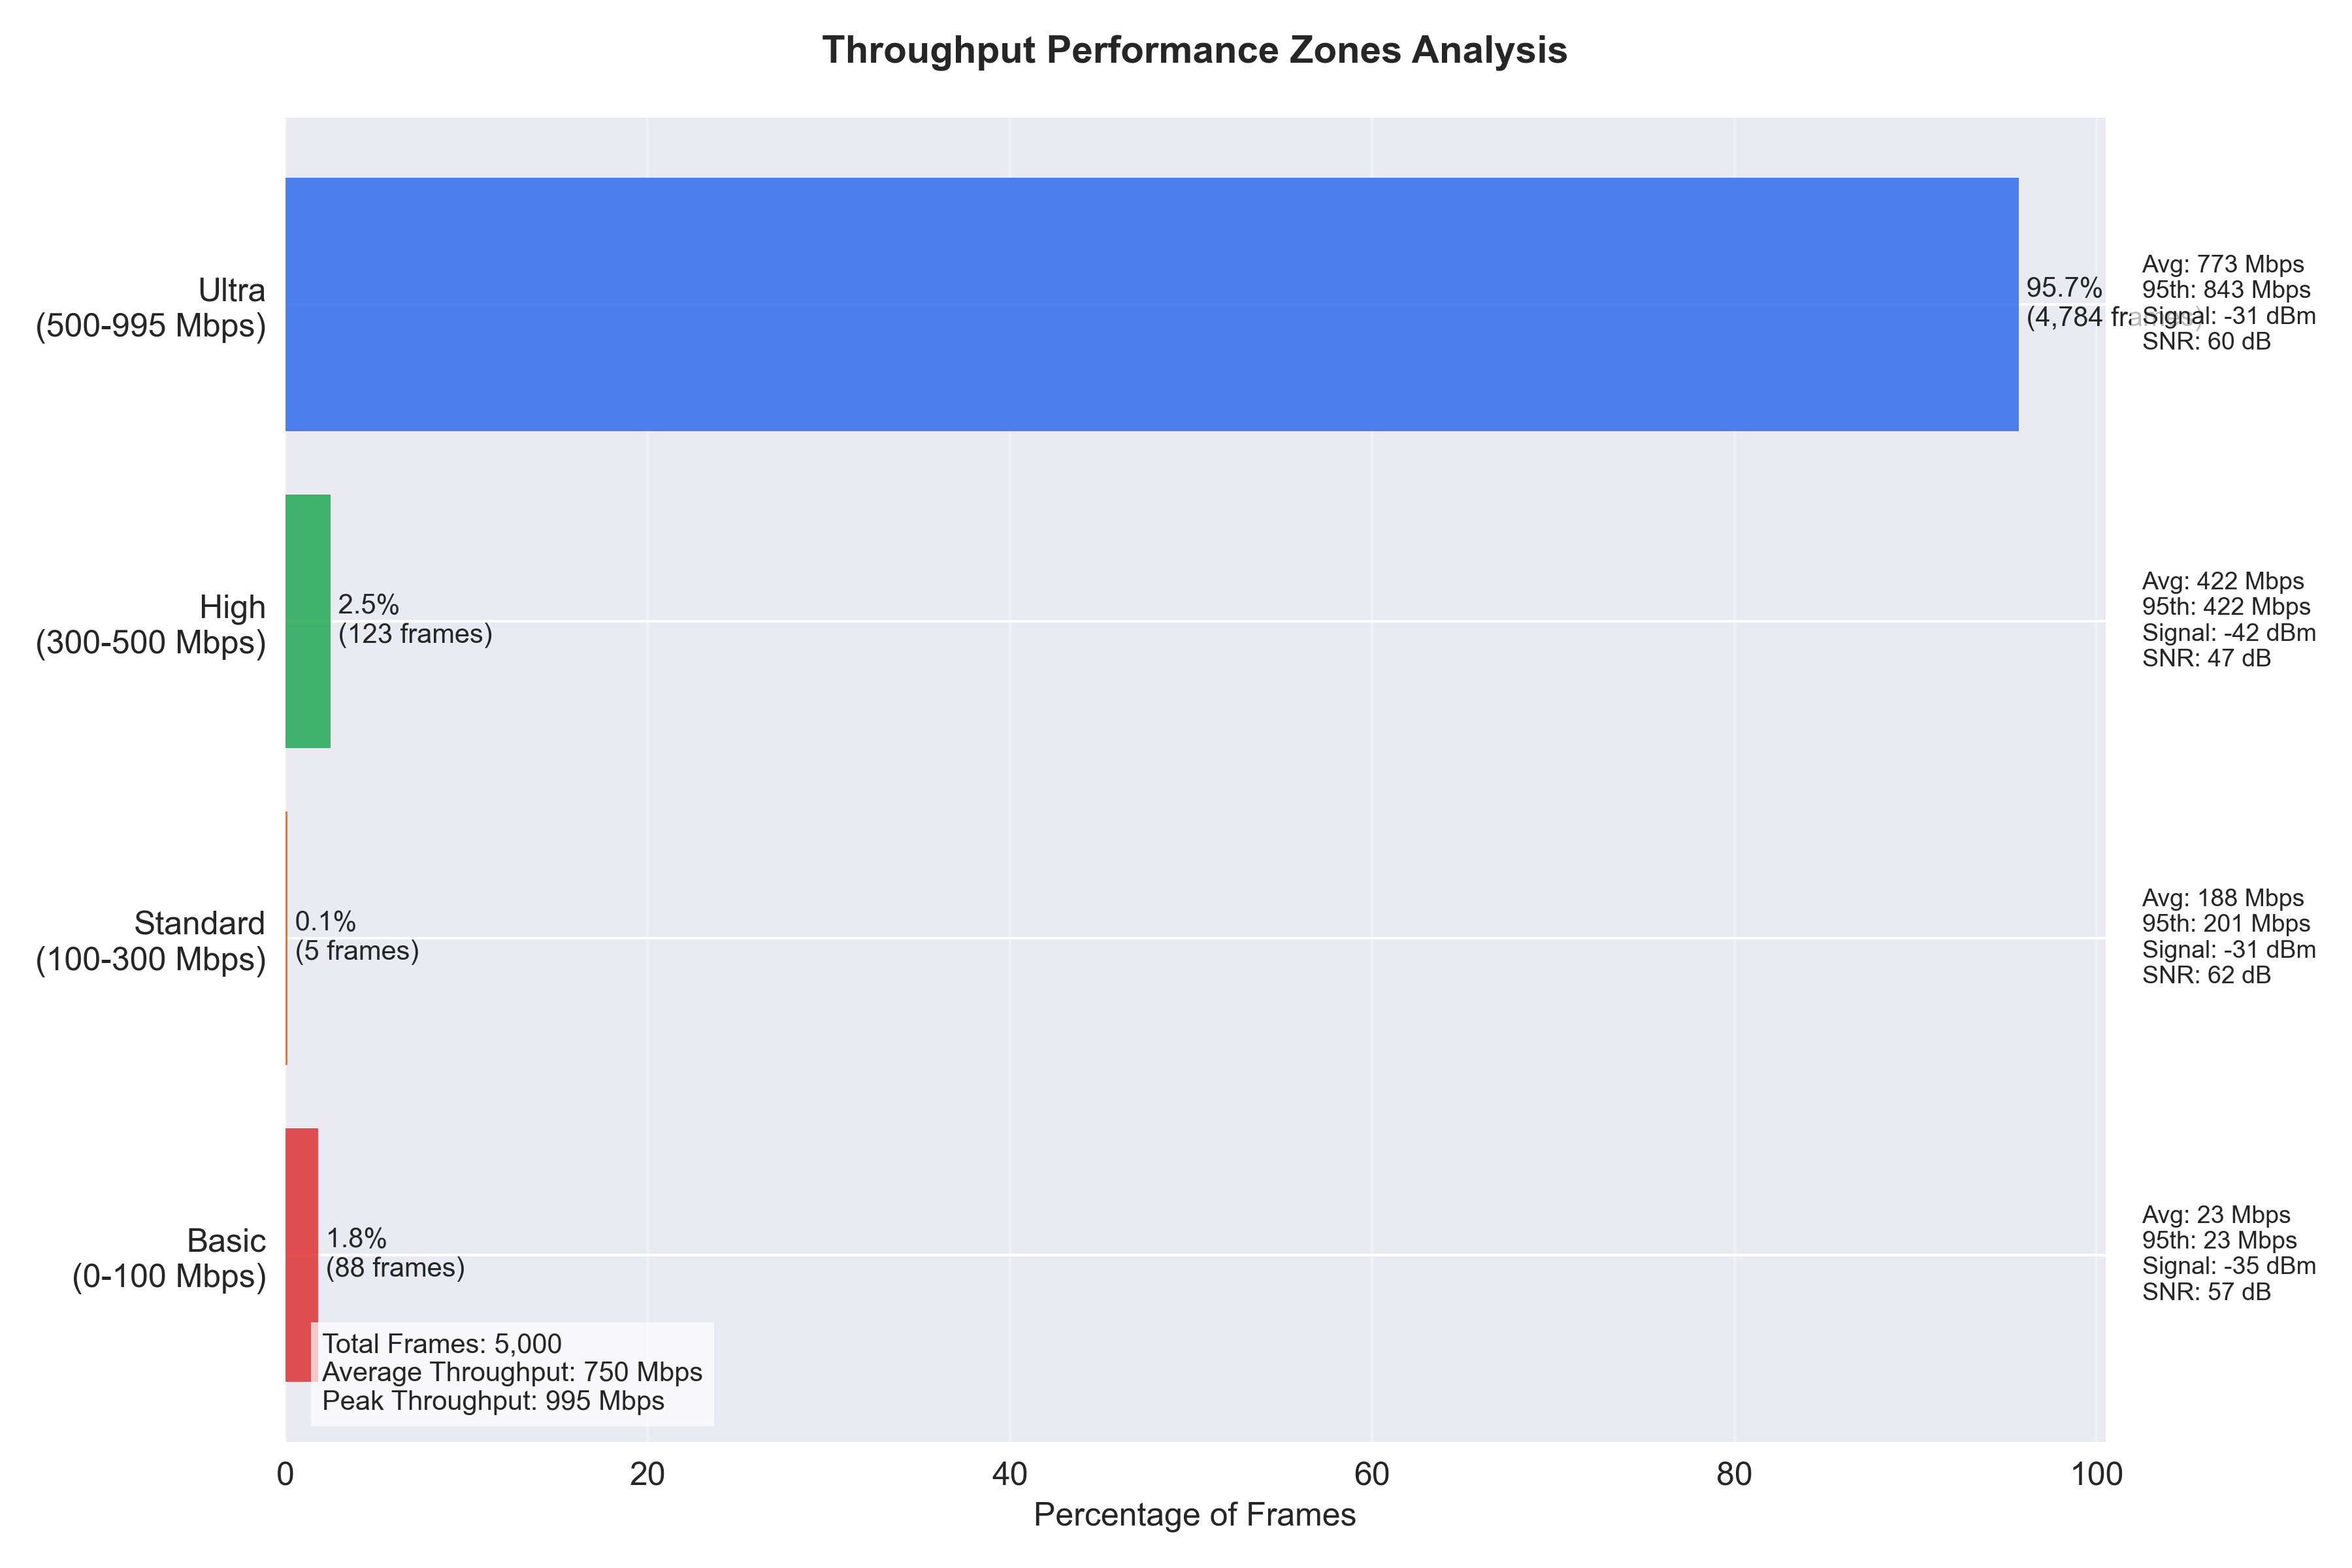 Throughput Performance Zones Analysis
Ultra
(500-995 Mbps)
95.7%
(4,784 frames)
Avg: 773 Mbps
95th: 843 Mbps
Signal: -31 dBm
SNR: 60 dB
High
(300-500 Mbps)
2.5%
(123 frames)
Avg: 422 Mbps
95th: 422 Mbps
Signal: -42 dBm
SNR: 47 dB
Standard
(100-300 Mbps)
0.1%
(5 frames)
Avg: 188 Mbps
95th: 201 Mbps
Signal: -31 dBm
SNR: 62 dB
Basic
(0-100 Mbps)
1.8%
(88 frames)
Avg: 23 Mbps
95th: 23 Mbps
Signal: -35 dBm
SNR: 57 dB
Total Frames: 5,000
Average Throughput: 750 Mbps
Peak Throughput: 995 Mbps
0 20 40 60 80 100
Percentage of Frames